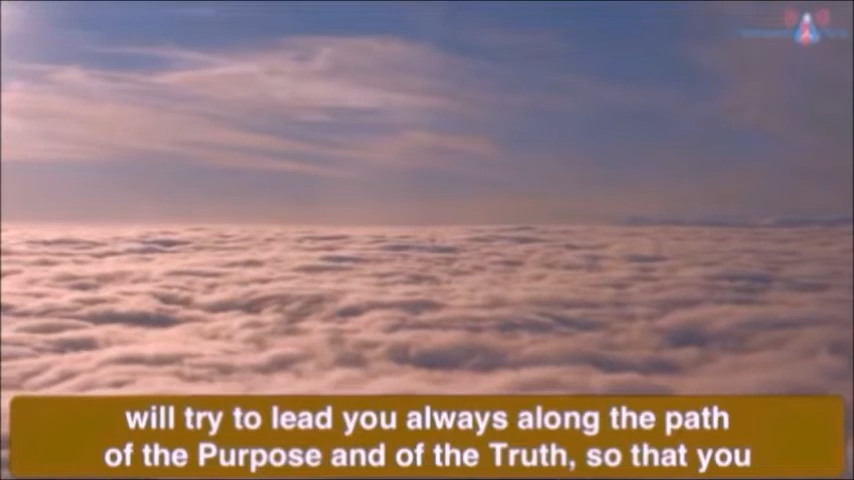 will try to lead you always along the path
of the Purpose and of the Truth, so that you